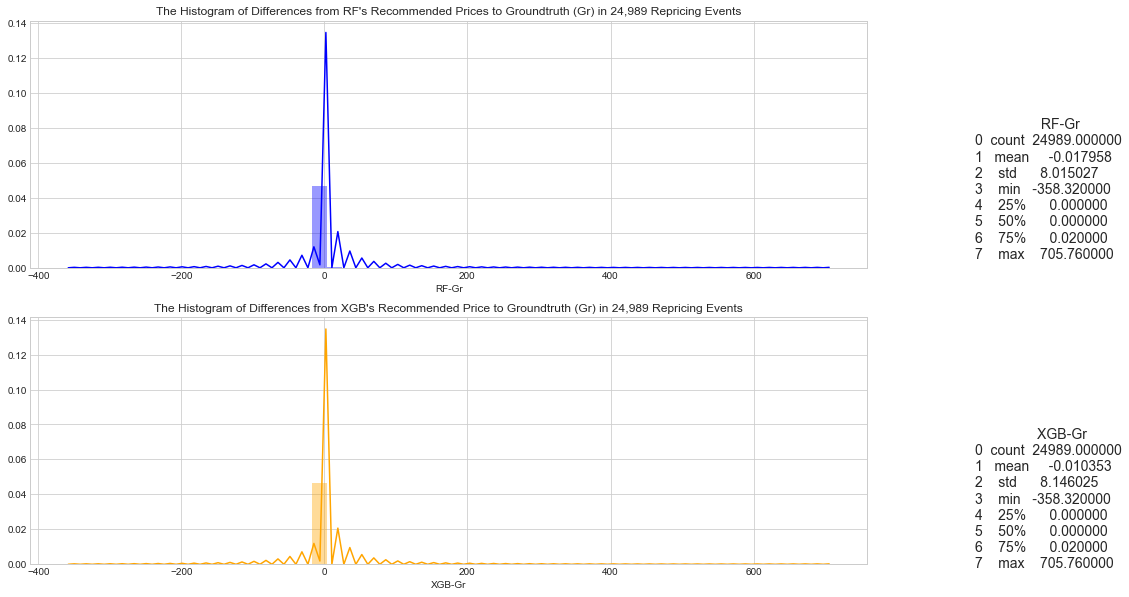 The Histogram of Differences from RF's Recommended Prices to Groundtruth (Gr) in 24,989 Repricing Events
0.14
0.12
0.10
0.08
0.06
0.04
0.02
0.00
−400
−200
0
200
400
600
RF-Gr
RF-Gr
0 count 24989.000000
1 mean -0.017958
2 std 8.015027
3 min -358.320000
4 25% 0.000000
5 50% 0.000000
6 75% 0.020000
7 max 705.760000
The Histogram of Differences from XGB's Recommended Price to Groundtruth (Gr) in 24,989 Repricing Events
0.14
0.12
0.10
0.08
0.06
0.04
0.02
0.00
−400
−200
0
200
400
600
XGB-Gr
XGB-Gr
0 count 24989.000000
1 mean -0.010353
2 std 8.146025
3 min -358.320000
4 25% 0.000000
5 50% 0.000000
6 75% 0.020000
7 max 705.760000